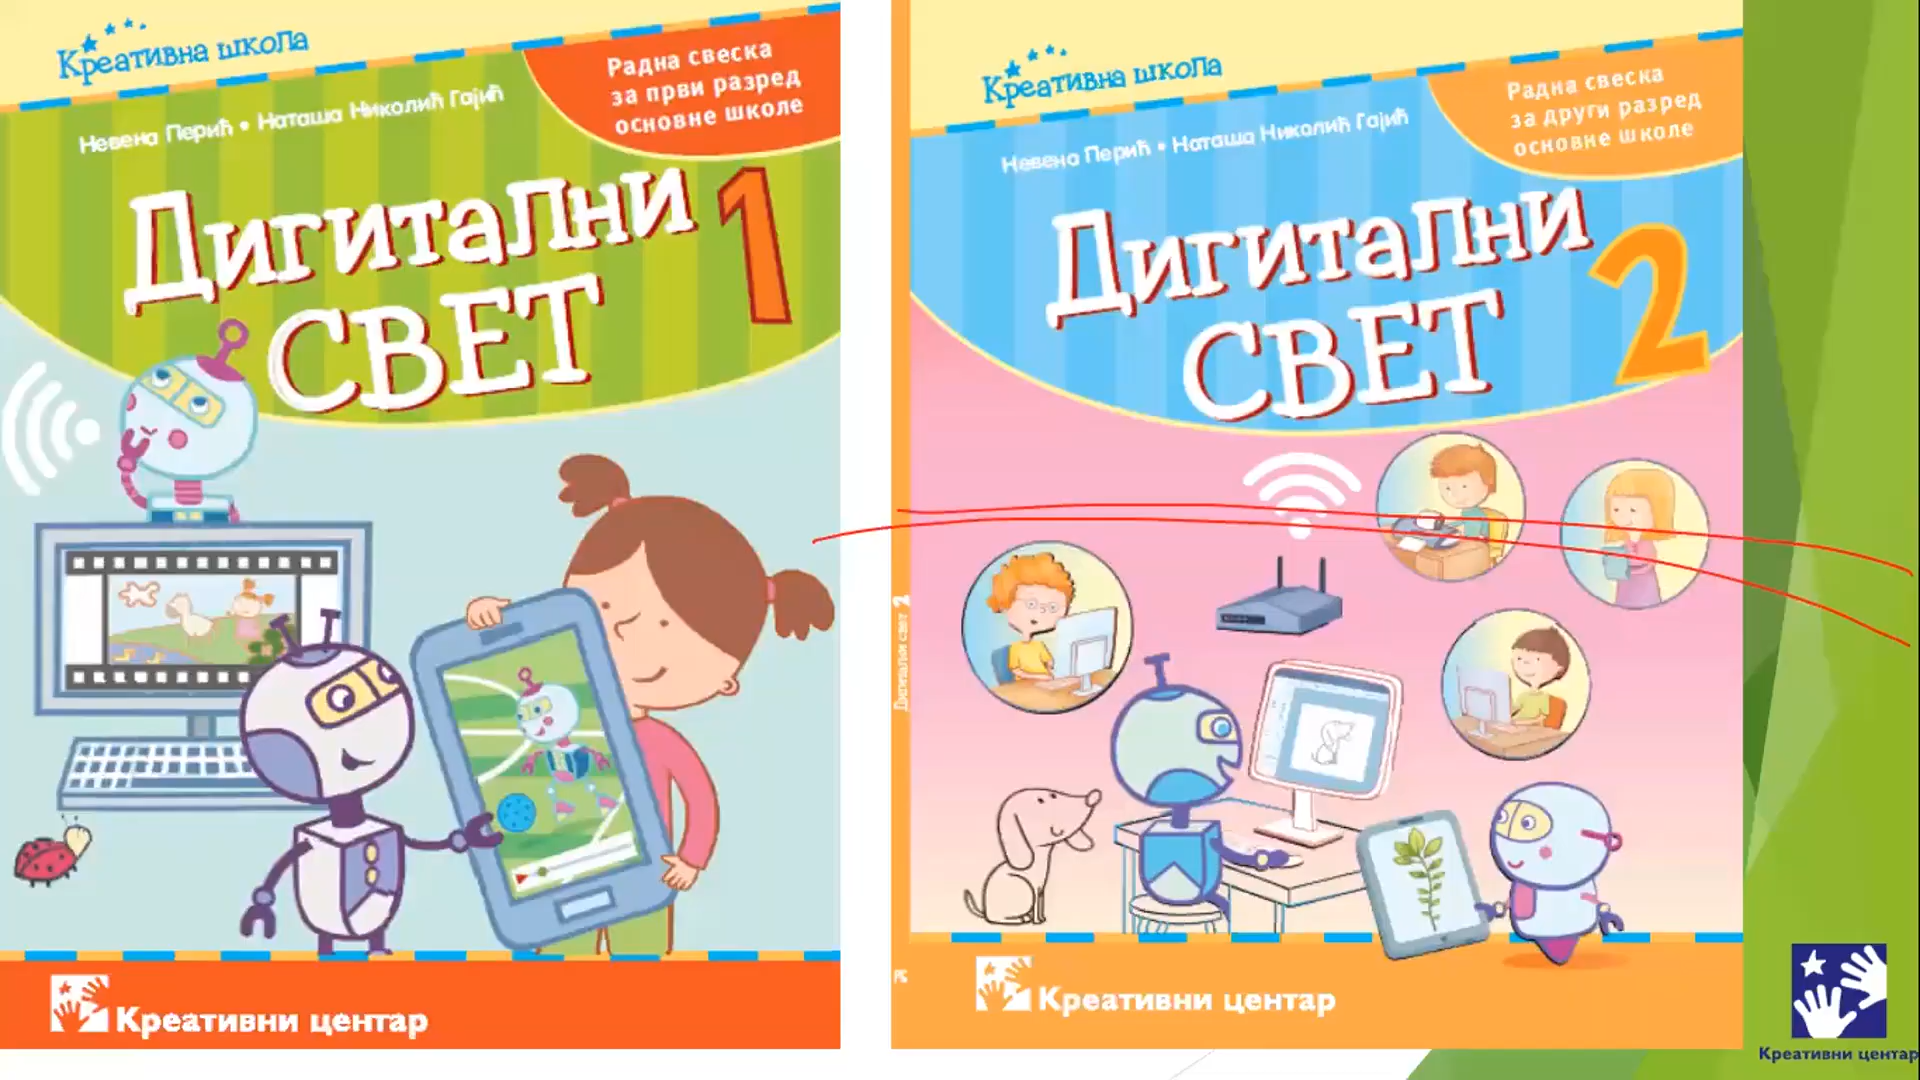 Креативна школа
Невена Перић • Наташа Николић Гајић
Радна свеска
за први разред
основне школе
Дигитални
СВЕТ
1
Креативни центар
Креативна школа
Невена Перић • Наташа Николић Гајић
Радна свеска
за други разред
основне школе
Дигитални
СВЕТ
2
Дигитални свет 2
Креативни центар
Креативни центар